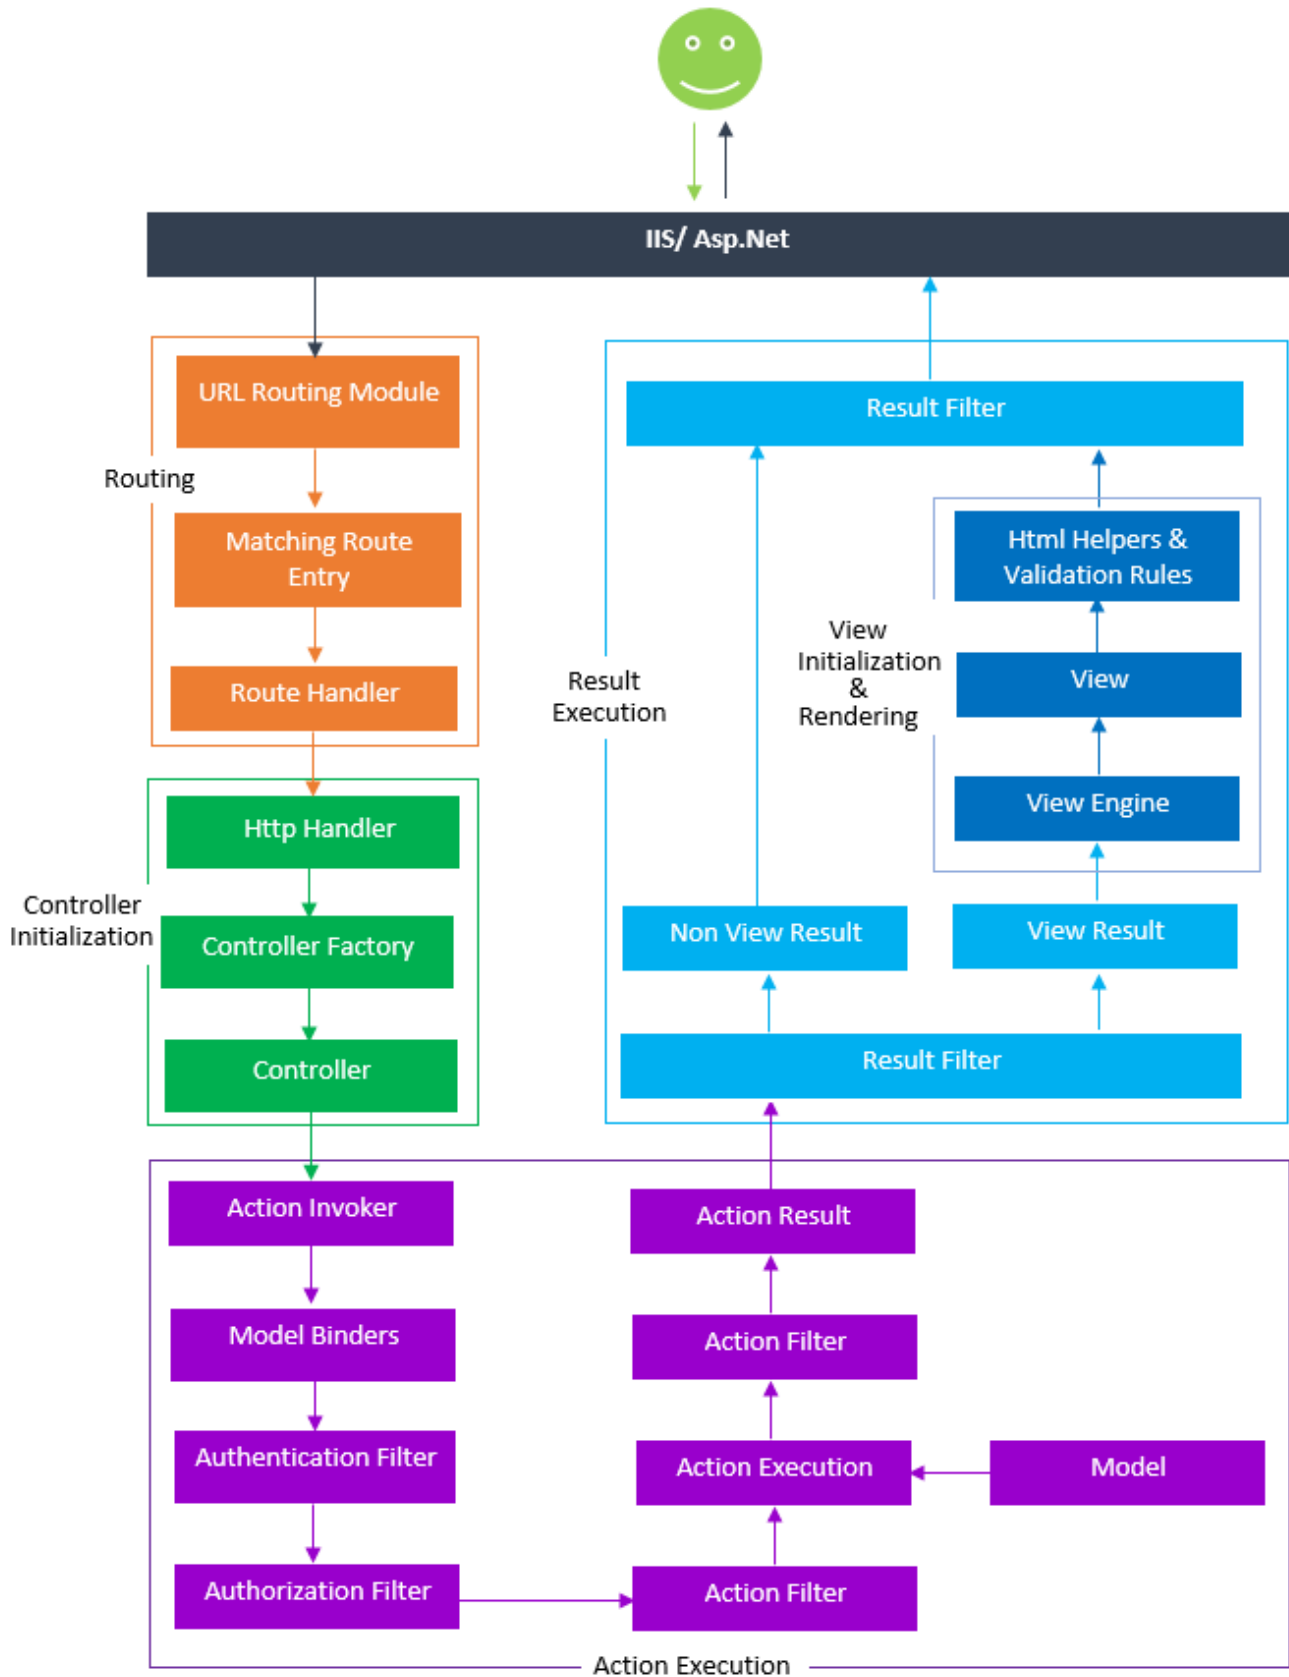 IIS/ Asp.Net
URL Routing Module
Routing
Matching Route
Entry
Route Handler
Http Handler
Controller
Initialization
Controller Factory
Controller
Action Invoker
Model Binders
Authentication Filter
Authorization Filter
Action Filter
Action Execution
Model
Action Filter
Action Result
Action Execution
Result Filter
Non View Result
View Result
View Engine
View
Html Helpers &
Validation Rules
View
Initialization
&
Rendering
Result
Execution
Result Filter